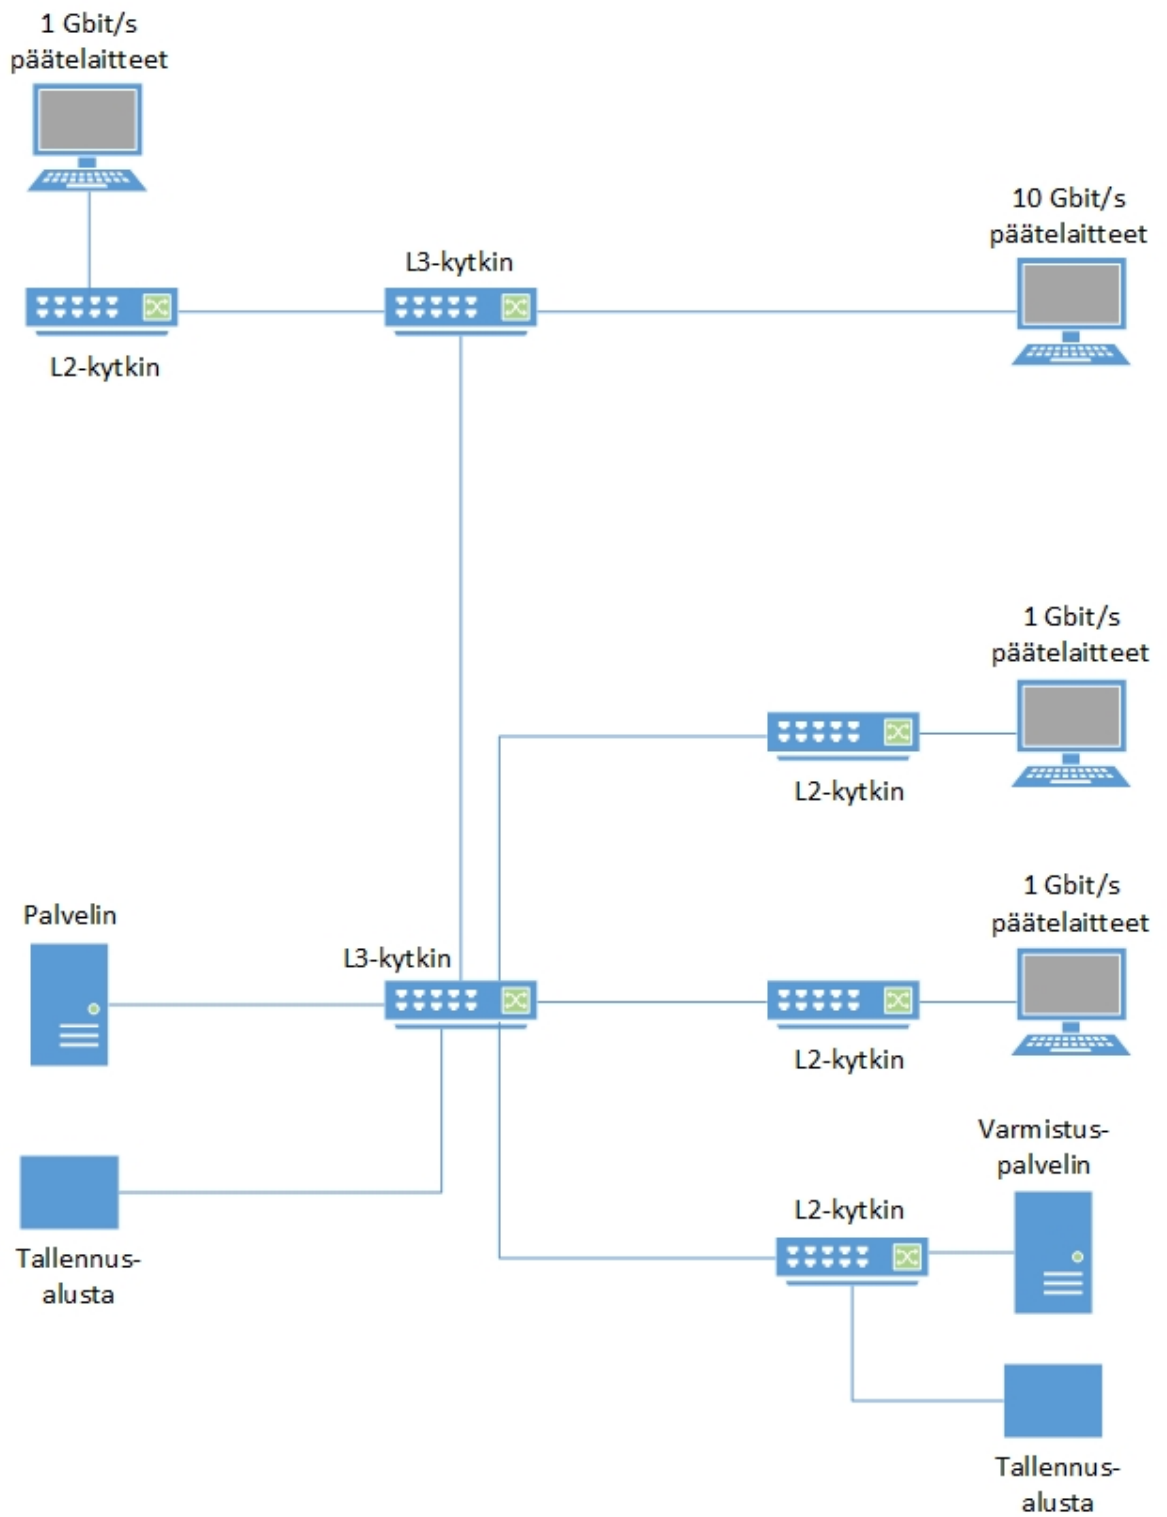 1 Gbit/s
päätelaitteet
10 Gbit/s
päätelaitteet
L3-kytkin
L2-kytkin
1 Gbit/s
päätelaitteet
L2-kytkin
1 Gbit/s
päätelaitteet
Palvelin
L3-kytkin
L2-kytkin
Varmistus-
palvelin
L2-kytkin
Tallennus-
alusta
Tallennus-
alusta